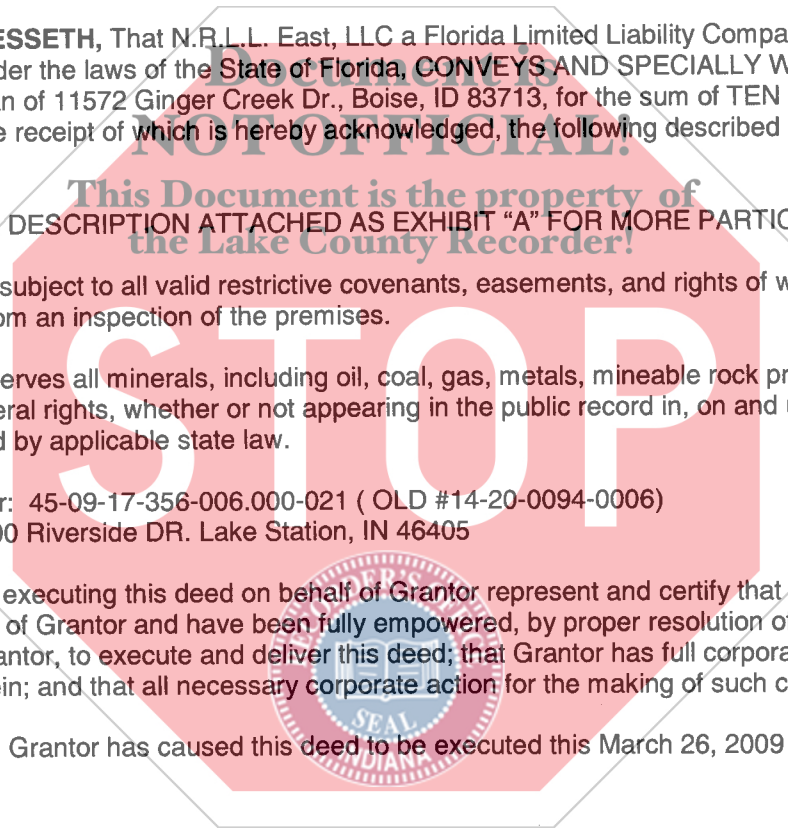 ESSETH, That N.R.L.L. East, LLC a Florida Limited Liability Compa
der the laws of the State of Florida, CONVEYS AND SPECIALLY W
Document is
n of 11572 Ginger Creek Dr., Boise, ID 83713, for the sum of TEN
e receipt of which is hereby acknowledged, the following described
NOT OFFICIAL!
This Document is the property of
DESCRIPTION ATTACHED AS EXHIBIT “A” FOR MORE PARTIC
the Lake County Recorder!
subject to all valid restrictive covenants, easements, and rights of w
om an inspection of the premises.
STOP
erves all minerals, including oil, coal, gas, metals, mineable rock pr
eral rights, whether or not appearing in the public record in, on and
d by applicable state law.
r: 45-09-17-356-006.000-021 ( OLD #14-20-0094-0006)
00 Riverside DR. Lake Station, IN 46405
executing this deed on behalf of Grantor represent and certify that
of Grantor and have been fully empowered, by proper resolution o
antor, to execute and deliver this deed; that Grantor has full corpora
ein; and that all necessary corporate action for the making of such c
RECORDER'S OFFICE
SEAL
INDIANA
Grantor has caused this deed to be executed this March 26, 2009